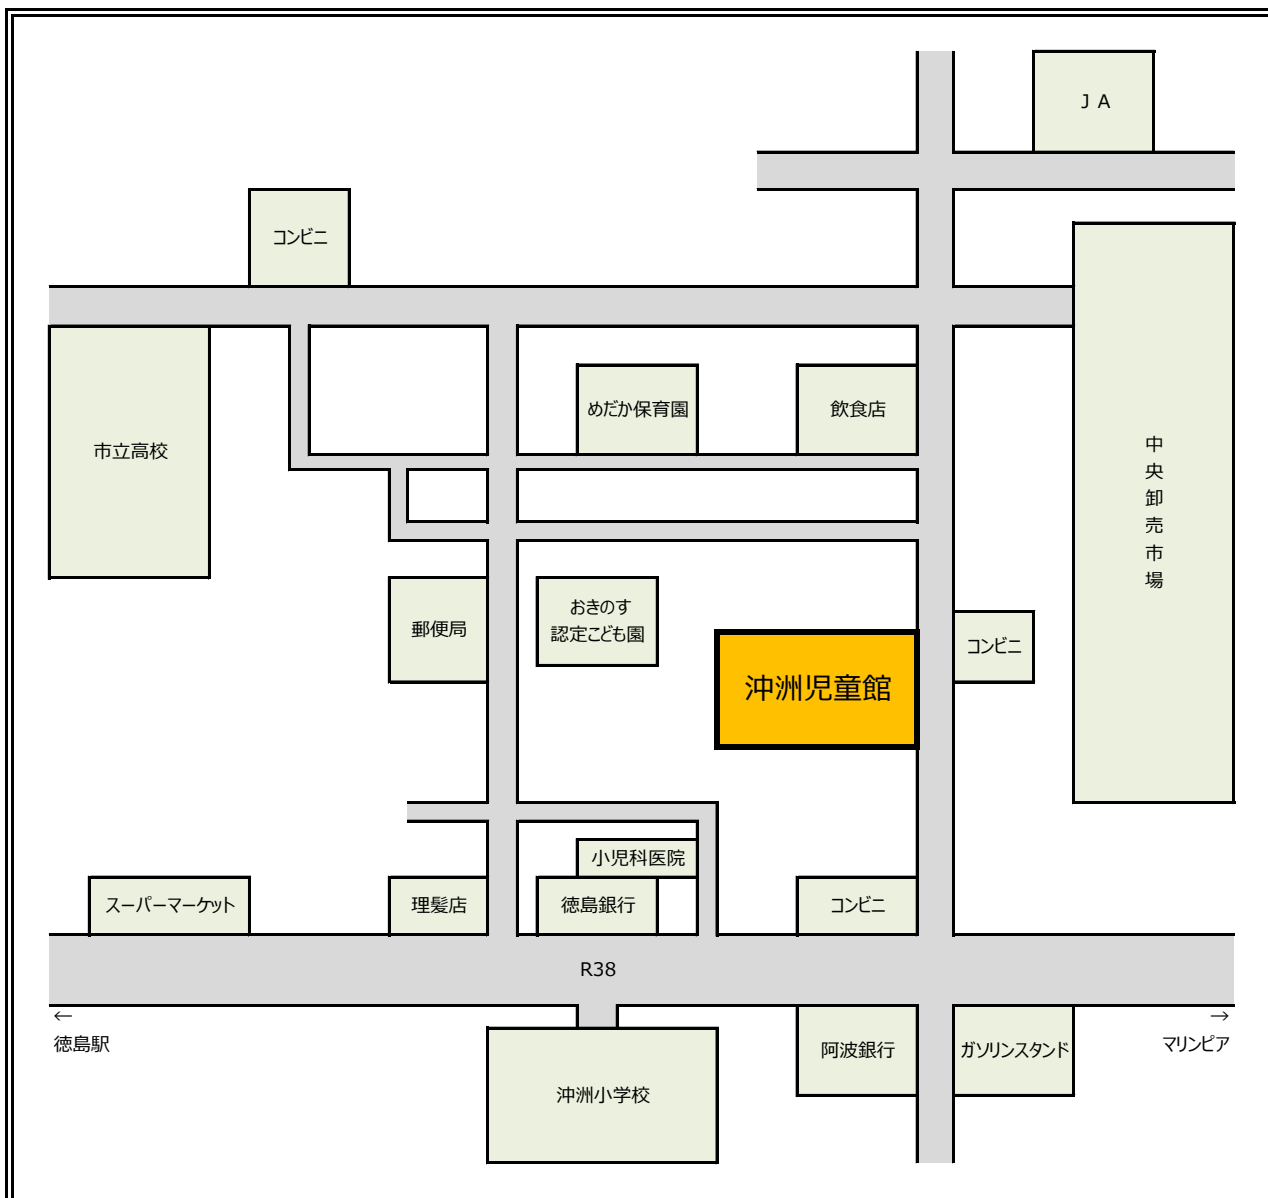 J A
コンビニ
めだか保育園
飲食店
市立高校
中央卸売市場
おきのす
認定こども園
郵便局
コンビニ
沖洲児童館
小児科医院
スーパーマーケット
理髪店
徳島銀行
コンビニ
R38
←
徳島駅
→
マリンピア
阿波銀行
ガソリンスタンド
沖洲小学校